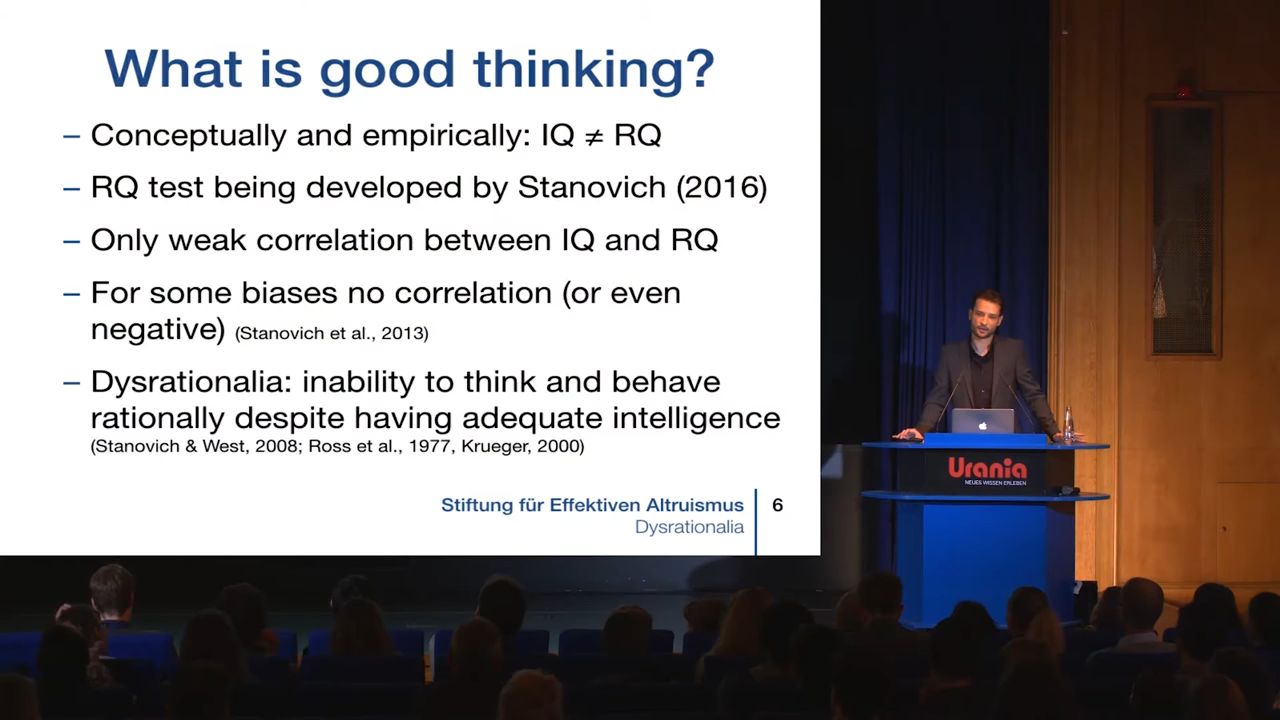 What is good thinking?
– Conceptually and empirically: IQ ≠ RQ
– RQ test being developed by Stanovich (2016)
– Only weak correlation between IQ and RQ
– For some biases no correlation (or even
negative) (Stanovich et al., 2013)
– Dysrationalia: inability to think and behave
rationally despite having adequate intelligence
(Stanovich & West, 2008; Ross et al., 1977, Krueger, 2000)
Stiftung für Effektiven Altruismus
Dysrationalia
6
Urania
NEUES WISSEN ERLEBEN